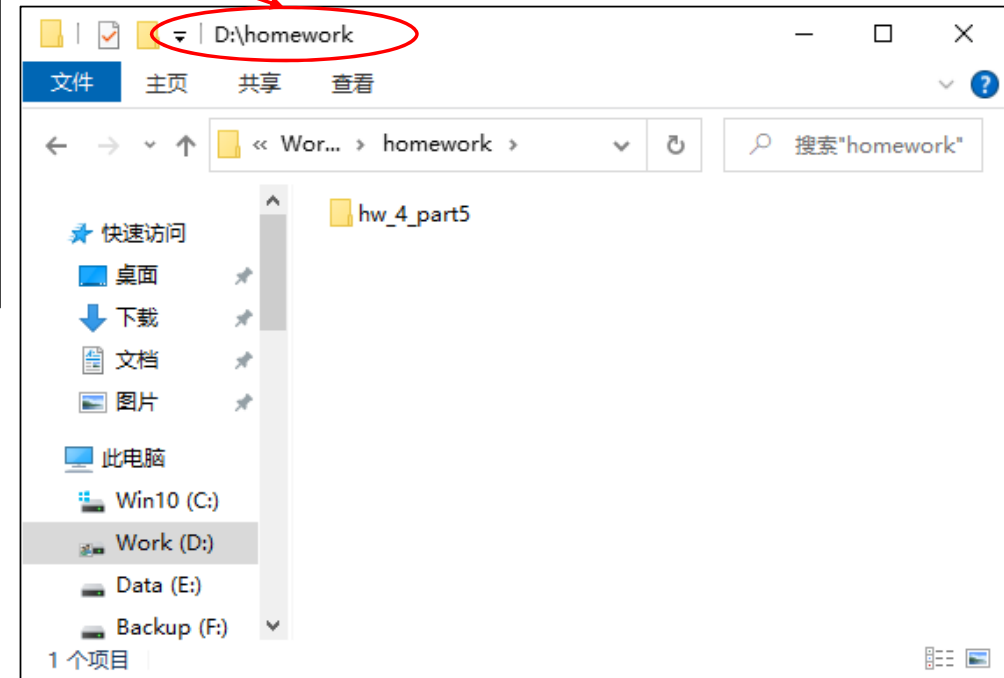 D:\homework
文件 主页 共享 查看
« Wor... › homework › 搜索"homework"
快速访问
桌面
下载
文档
图片
此电脑
Win10 (C:)
Work (D:)
Data (E:)
Backup (F:)
hw_4_part5
1 个项目